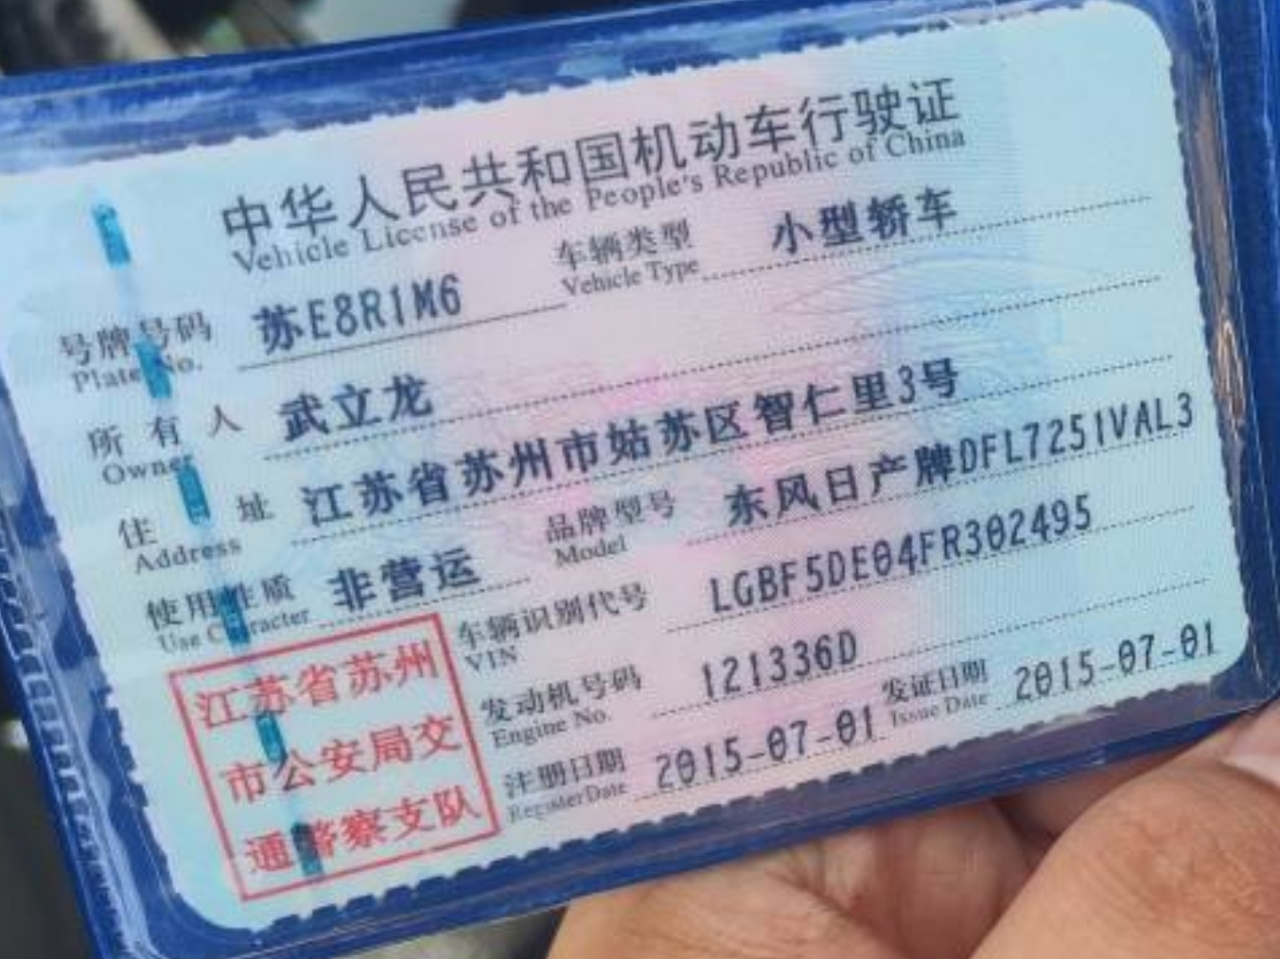 中华人民共和国机动车行驶证
Vehicle License of the People's Republic of China
号牌号码 苏E8R1M6 车辆类型 小型轿车
Plate No. Vehicle Type
所有人 武立龙
Owner
住址 江苏省苏州市姑苏区智仁里3号
Address
使用性质 非营运 品牌型号 东风日产牌DFL7251VAL3
Use Character Model
车辆识别代号 LGBF5DE04FR302495
VIN
发动机号码 121336D 发证日期 2015-07-01
Engine No. Issue Date
注册日期 2015-07-01
Register Date
江苏省苏州
市公安局交
通警察支队